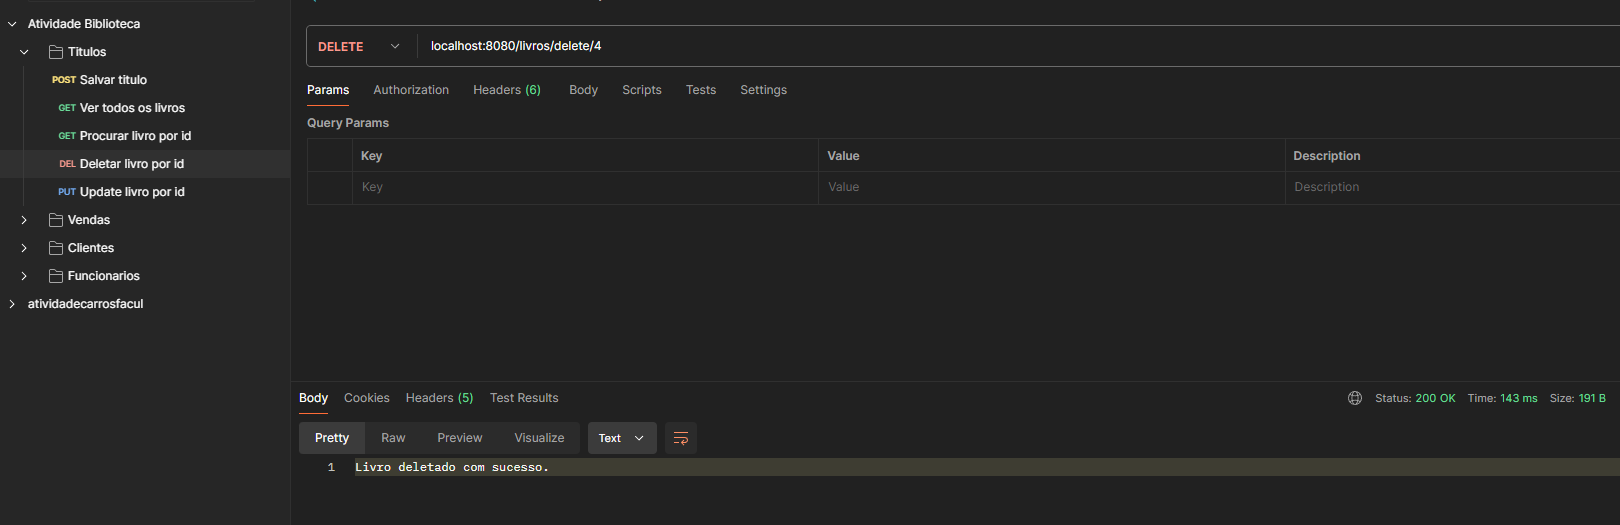 Atividade Biblioteca
Titulos
POST Salvar titulo
GET Ver todos os livros
GET Procurar livro por id
DEL Deletar livro por id
PUT Update livro por id
Vendas
Clientes
Funcionarios
atividadecarrosfacul
DELETE localhost:8080/livros/delete/4
Params Authorization Headers (6) Body Scripts Tests Settings
Query Params
Key Value Description
Key Value Description
Body Cookies Headers (5) Test Results Status: 200 OK Time: 143 ms Size: 191 B
Pretty Raw Preview Visualize Text
1 Livro deletado com sucesso.